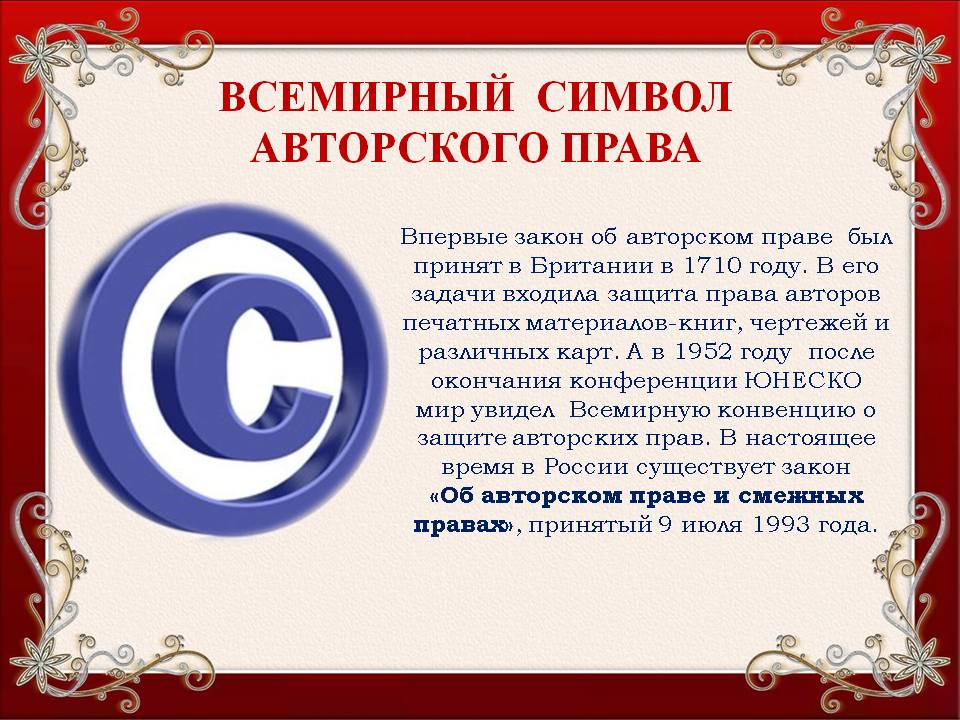 ВСЕМИРНЫЙ СИМВОЛ
АВТОРСКОГО ПРАВА
©
Впервые закон об авторском праве был
принят в Британии в 1710 году. В его
задачи входила защита права авторов
печатных материалов-книг, чертежей и
различных карт. А в 1952 году после
окончания конференции ЮНЕСКО
мир увидел Всемирную конвенцию о
защите авторских прав. В настоящее
время в России существует закон
«Об авторском праве и смежных
правах», принятый 9 июля 1993 года.